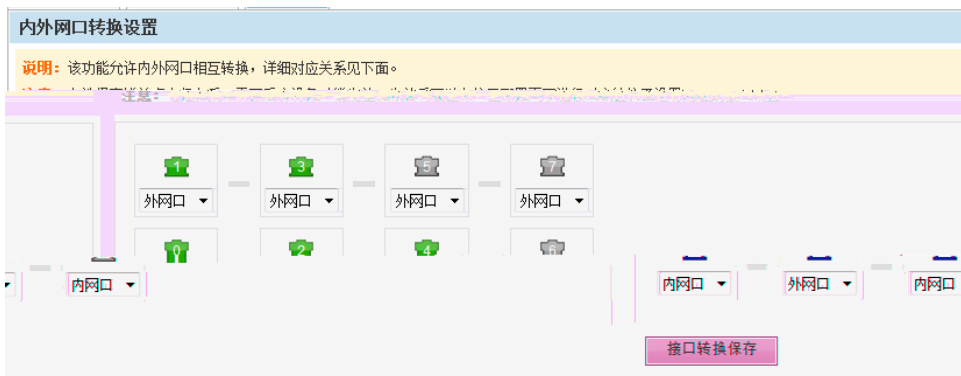 内外网口转换设置
说明：该功能允许内外网口相互转换，详细对应关系见下面。
注意：
1 3 5 7
外网口 外网口 外网口 外网口
0 2 4 6
内网口 内网口 外网口 内网口
接口转换保存